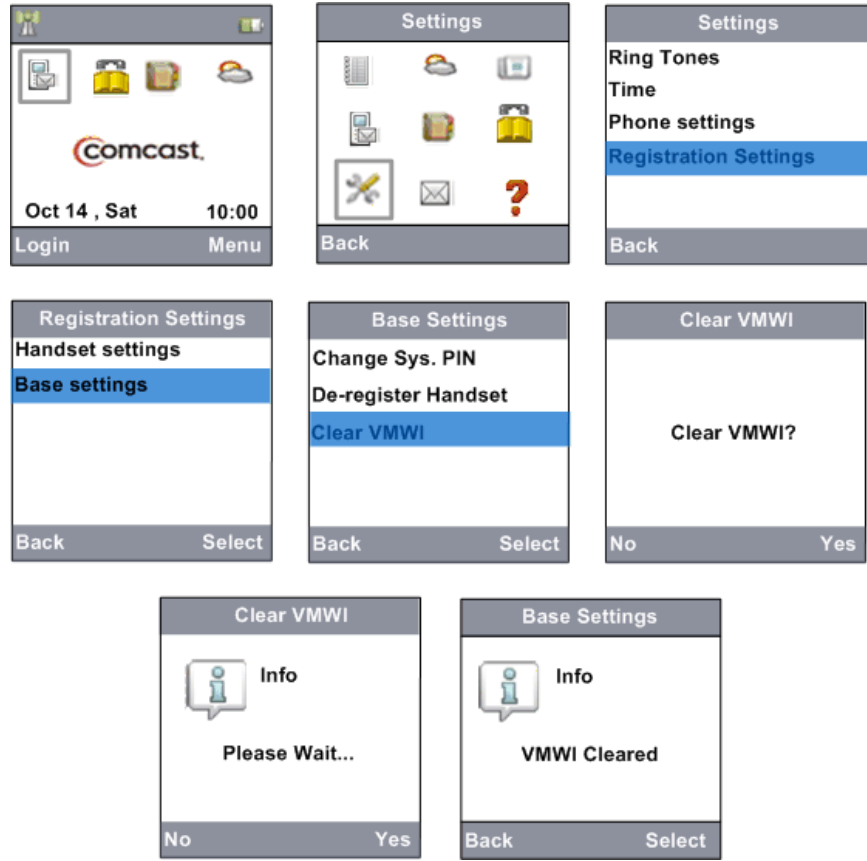 comcast.
Oct 14 , Sat 10:00
Login Menu
Settings
Back
Settings
Ring Tones
Time
Phone settings
Registration Settings
Back
Registration Settings
Handset settings
Base settings
Back Select
Base Settings
Change Sys. PIN
De-register Handset
Clear VMWI
Back Select
Clear VMWI
Clear VMWI?
No Yes
Clear VMWI
Info
Please Wait...
No Yes
Base Settings
Info
VMWI Cleared
Back Select